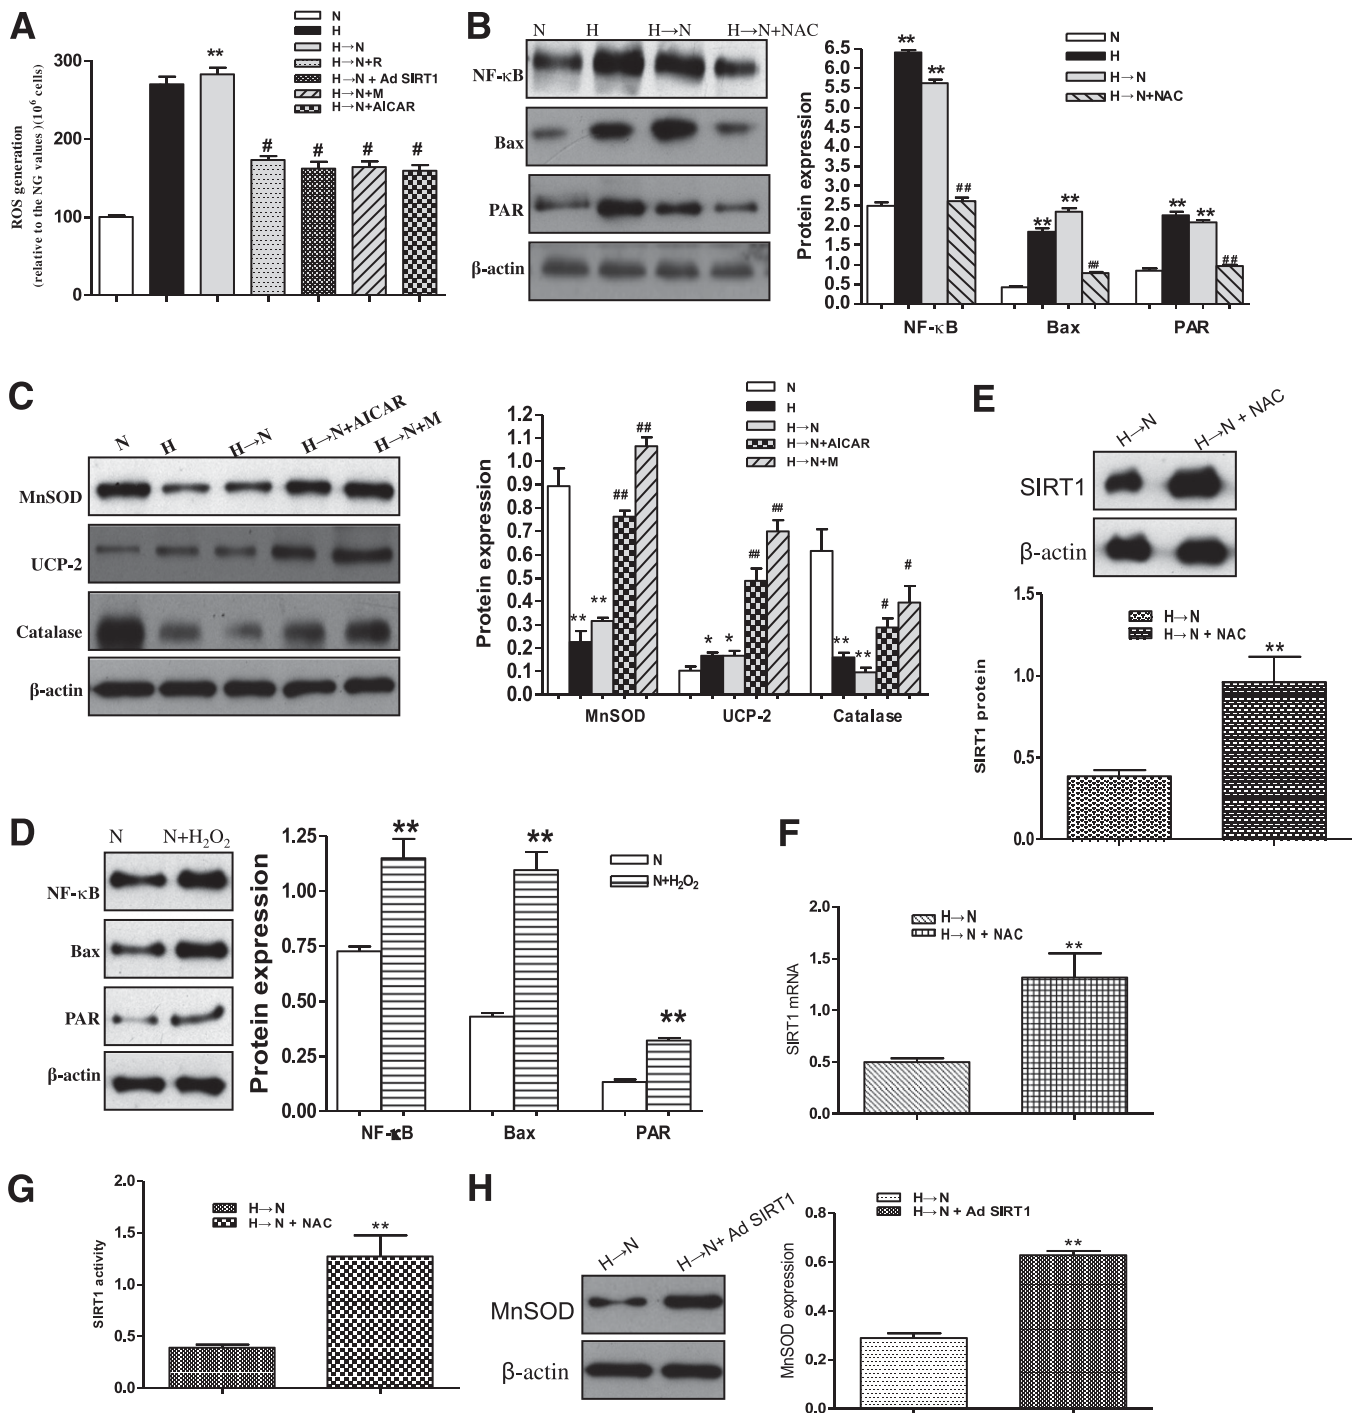 A
N
H
H→N
H→N+R
H→N + Ad SIRT1
H→N+M
H→N+AICAR
ROS generation
(relative to the NG values )(10⁶ cells)
300
200
100
0
**
#
#
#
#
B
N H H→N H→N+NAC
NF-κB
Bax
PAR
β-actin
N
H
H→N
H→N+NAC
Protein expression
6.5
6.0
5.5
5.0
4.5
4.0
3.5
3.0
2.5
2.0
1.5
1.0
0.5
0.0
** ** ##
** ** ##
** ** ##
NF-κB Bax PAR
C
N H H→N H→N+AICAR H→N+M
MnSOD
UCP-2
Catalase
β-actin
N
H
H→N
H→N+AICAR
H→N+M
Protein expression
1.2
1.1
1.0
0.9
0.8
0.7
0.6
0.5
0.4
0.3
0.2
0.1
0.0
** ** ## ##
* * ## ##
** ** # #
MnSOD UCP-2 Catalase
E
H→N H→N + NAC
SIRT1
β-actin
H→N
H→N + NAC
SIRT1 protein
1.5
1.0
0.5
0.0
**
D
N N+H₂O₂
NF-κB
Bax
PAR
β-actin
N
N+H₂O₂
Protein expression
1.25
1.00
0.75
0.50
0.25
0.00
** ** **
NF-κB Bax PAR
F
H→N
H→N + NAC
SIRT1 mRNA
2.0
1.5
1.0
0.5
0.0
**
G
H→N
H→N + NAC
SIRT1 activity
2.0
1.5
1.0
0.5
0.0
**
H
H→N H→N+ Ad SIRT1
MnSOD
β-actin
H→N
H→N + Ad SIRT1
MnSOD expression
0.8
0.6
0.4
0.2
0.0
**